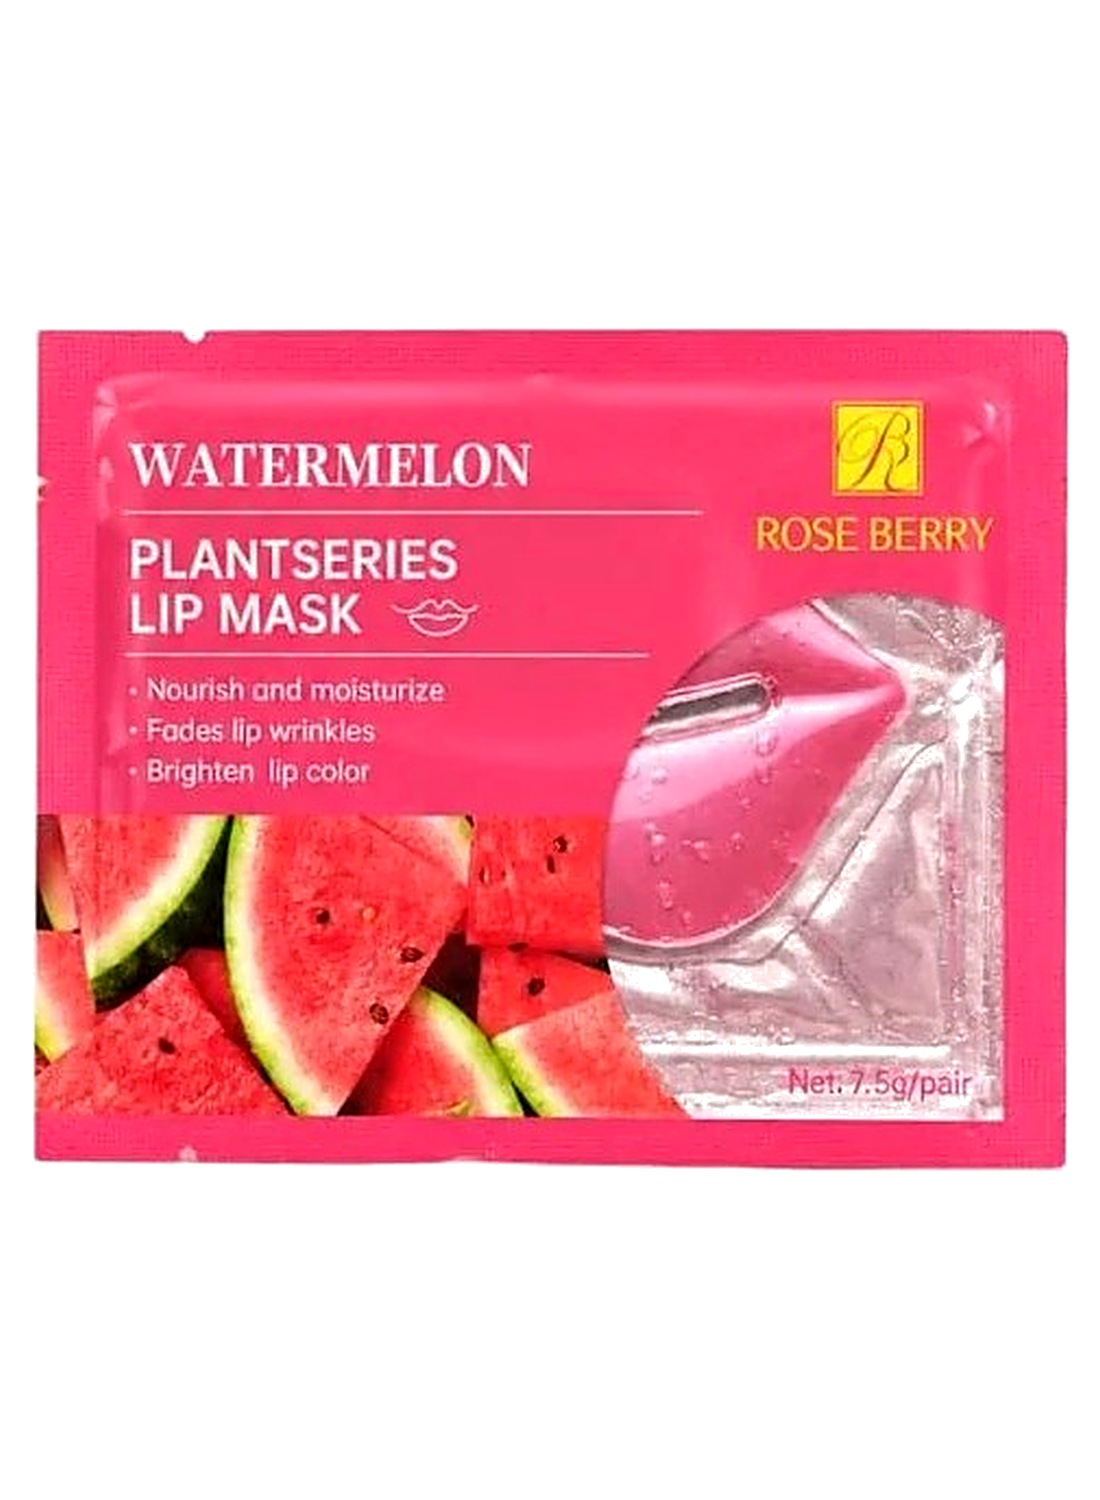 WATERMELON
PLANTSERIES
LIP MASK
• Nourish and moisturize
• Fades lip wrinkles
• Brighten lip color
R
ROSE BERRY
Net: 7.5g/pair